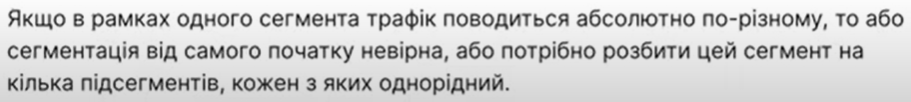 Якщо в рамках одного сегмента трафік поводиться абсолютно по-різному, то або
сегментація від самого початку невірна, або потрібно розбити цей сегмент на
кілька підсегментів, кожен з яких однорідний.